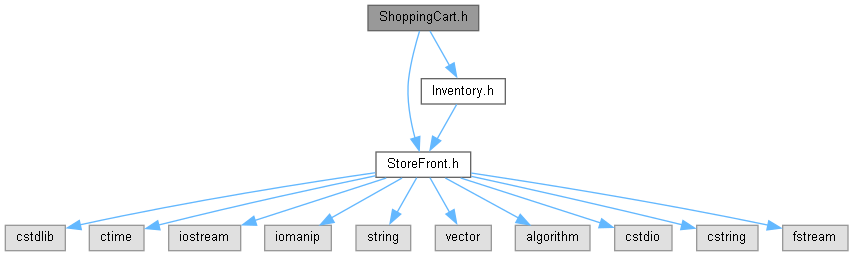 ShoppingCart.h
Inventory.h
StoreFront.h
cstdlib
ctime
iostream
iomanip
string
vector
algorithm
cstdio
cstring
fstream